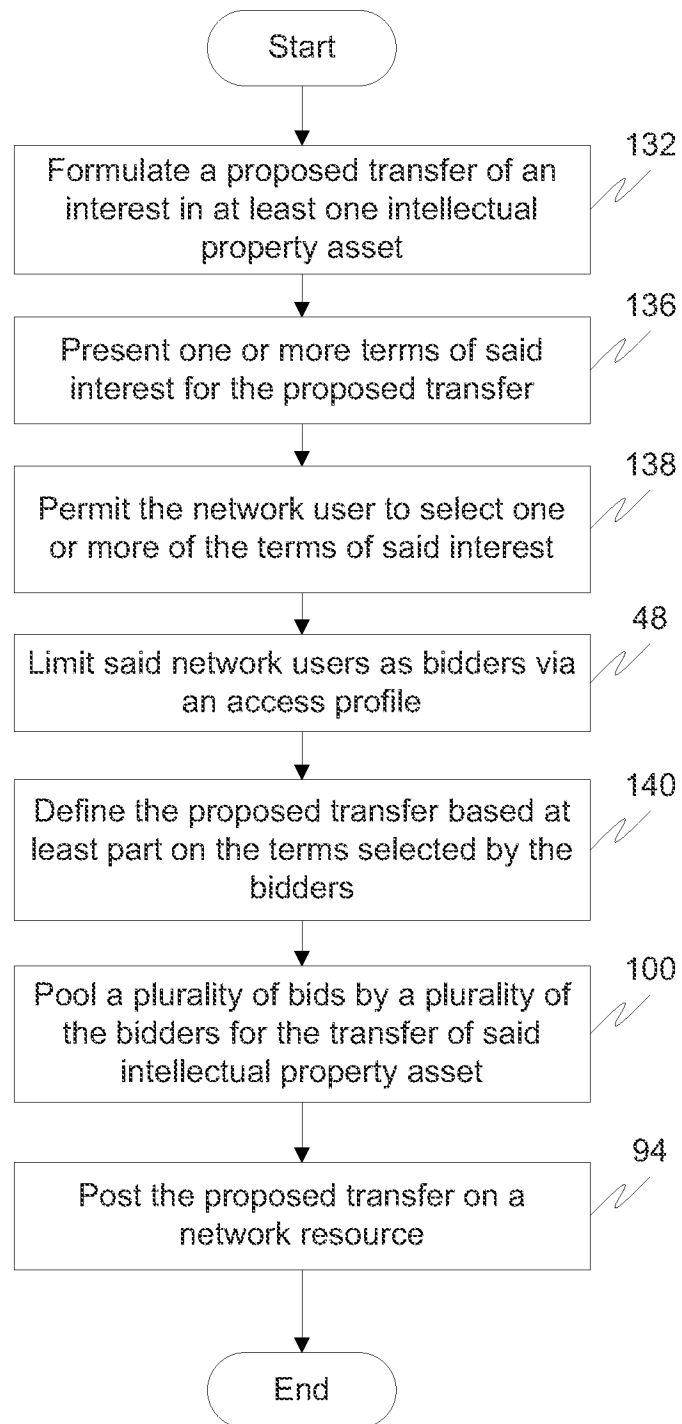 Start
132
Formulate a proposed transfer of an
interest in at least one intellectual
property asset
136
Present one or more terms of said
interest for the proposed transfer
138
Permit the network user to select one
or more of the terms of said interest
48
Limit said network users as bidders via
an access profile
140
Define the proposed transfer based at
least part on the terms selected by the
bidders
100
Pool a plurality of bids by a plurality of
the bidders for the transfer of said
intellectual property asset
94
Post the proposed transfer on a
network resource
End